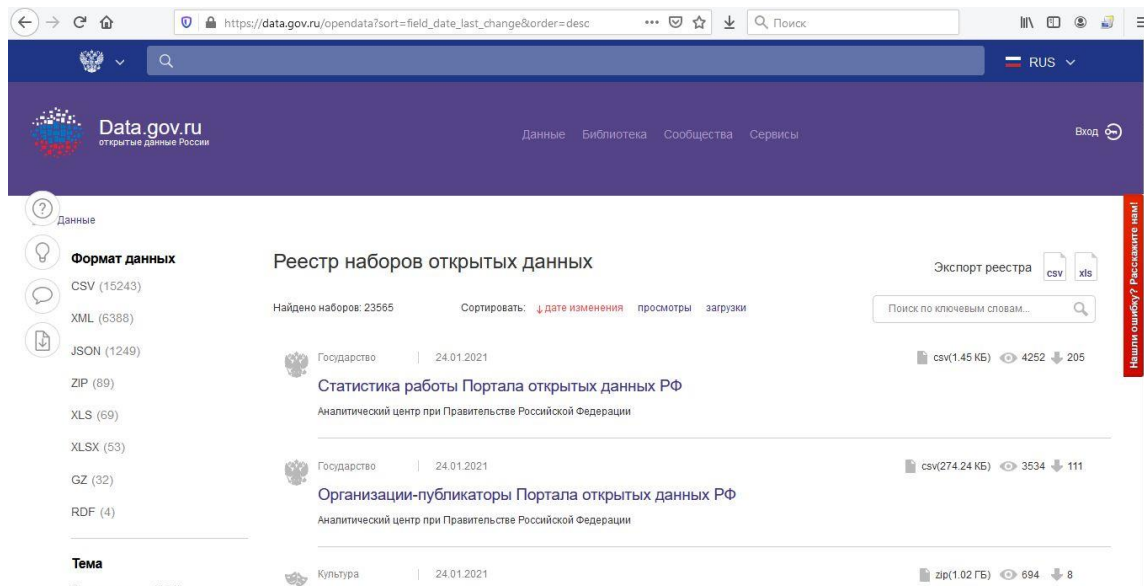 https://data.gov.ru/opendata?sort=field_date_last_change&order=desc
Поиск
RUS
Data.gov.ru
открытые данные России
Данные Библиотека Сообщества Сервисы
Вход
Данные
Нашли ошибку? Расскажите нам!
Формат данных
CSV (15243)
XML (6388)
JSON (1249)
ZIP (89)
XLS (69)
XLSX (53)
GZ (32)
RDF (4)
Тема
Реестр наборов открытых данных
Экспорт реестра csv xls
Найдено наборов: 23565 Сортировать: ↓ дате изменения просмотры загрузки
Поиск по ключевым словам...
Государство 24.01.2021 csv(1.45 КБ) 4252 205
Статистика работы Портала открытых данных РФ
Аналитический центр при Правительстве Российской Федерации
Государство 24.01.2021 csv(274.24 КБ) 3534 111
Организации-публикаторы Портала открытых данных РФ
Аналитический центр при Правительстве Российской Федерации
Культура 24.01.2021 zip(1.02 ГБ) 694 8